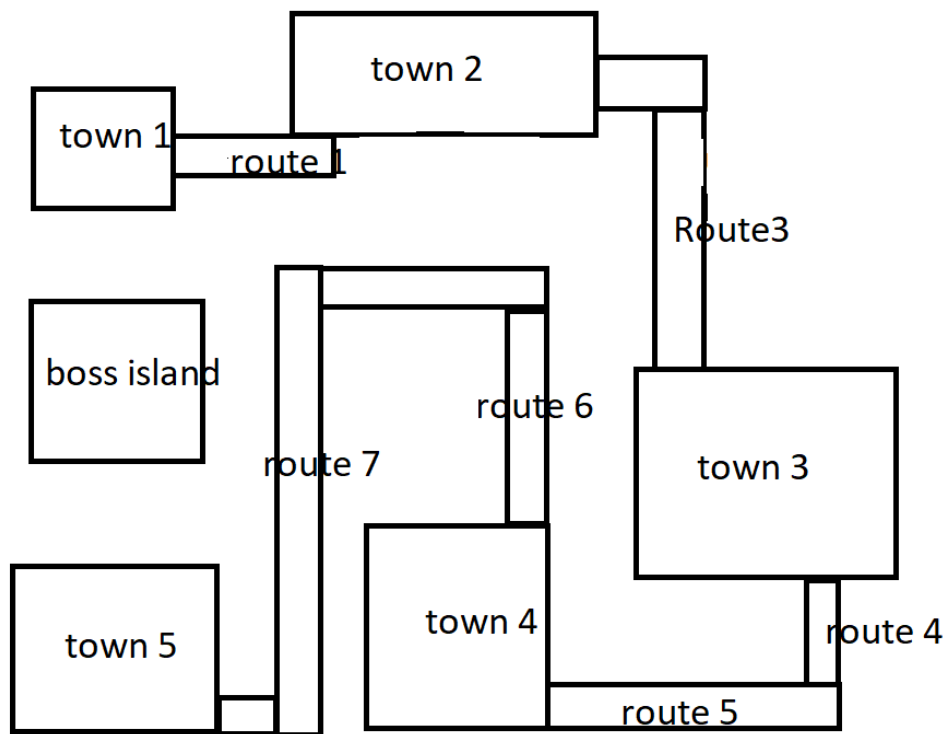 town 2
town 1
route 1
Route3
boss island
route 6
route 7
town 3
town 4
town 5
route 4
route 5